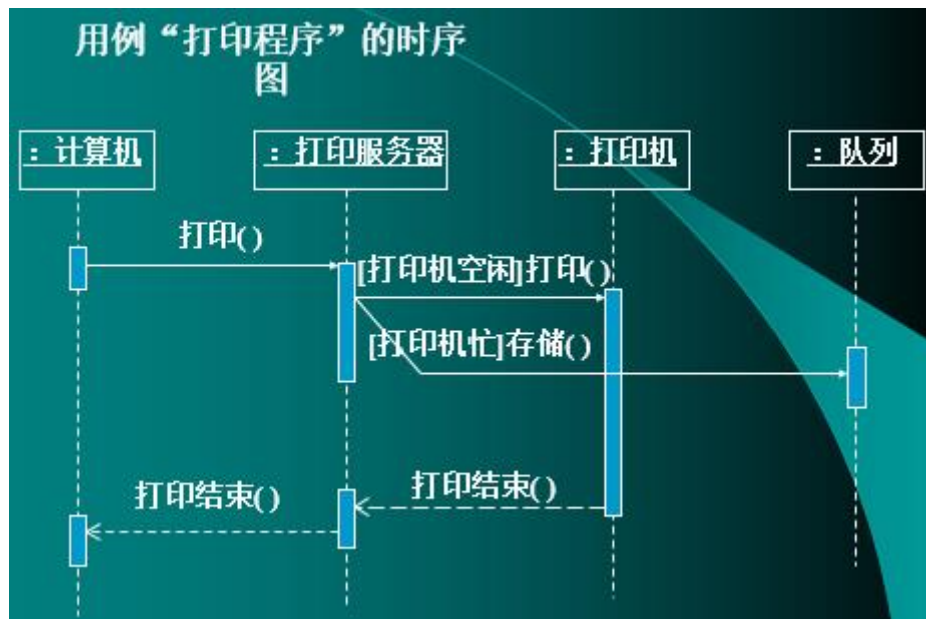 用例“打印程序”的时序
图
：计算机
：打印服务器
：打印机
：队列
打印()
[打印机空闲]打印()
[打印机忙]存储()
打印结束()
打印结束()